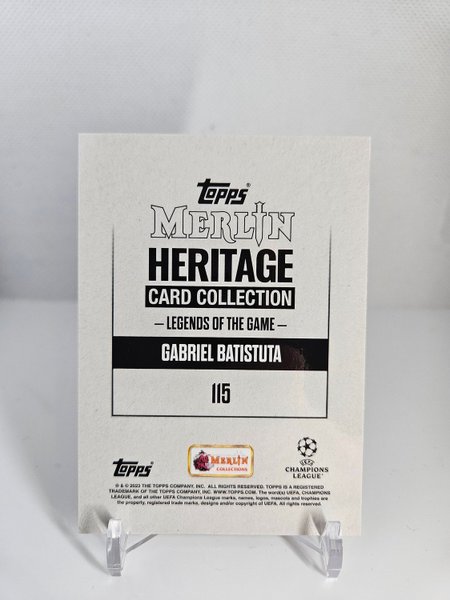 Topps®
MERLIN
HERITAGE
CARD COLLECTION
– LEGENDS OF THE GAME –
GABRIEL BATISTUTA
115
Topps
MERLIN
COLLECTIONS
UEFA
CHAMPIONS
LEAGUE
® & © 2022 THE TOPPS COMPANY, INC. ALL RIGHTS RESERVED. TOPPS IS A REGISTERED
TRADEMARK OF THE TOPPS COMPANY, INC. WWW.TOPPS.COM. The word(s) UEFA, CHAMPIONS
LEAGUE, and all other UEFA Champions League marks, names, logos, mascots and trophies are
the property, registered trade marks, designs and/or copyright of UEFA. All rights reserved.